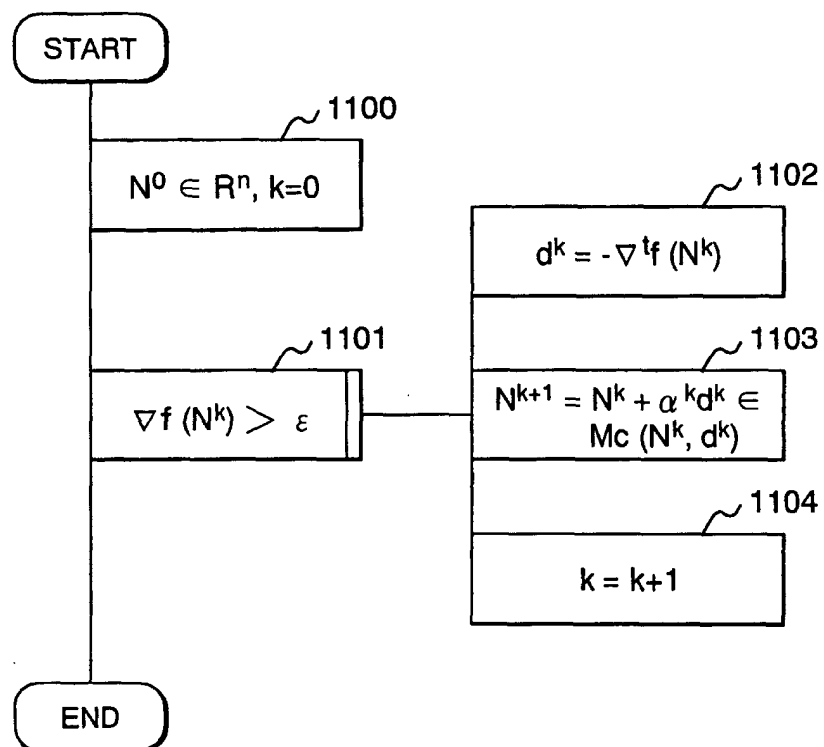 START
1100
N⁰ ∈ Rⁿ, k=0
1102
dᵏ = -∇ᵗf (Nᵏ)
1101
∇f (Nᵏ) > ε
1103
Nᵏ⁺¹ = Nᵏ + αᵏdᵏ ∈
Mc (Nᵏ, dᵏ)
1104
k = k+1
END